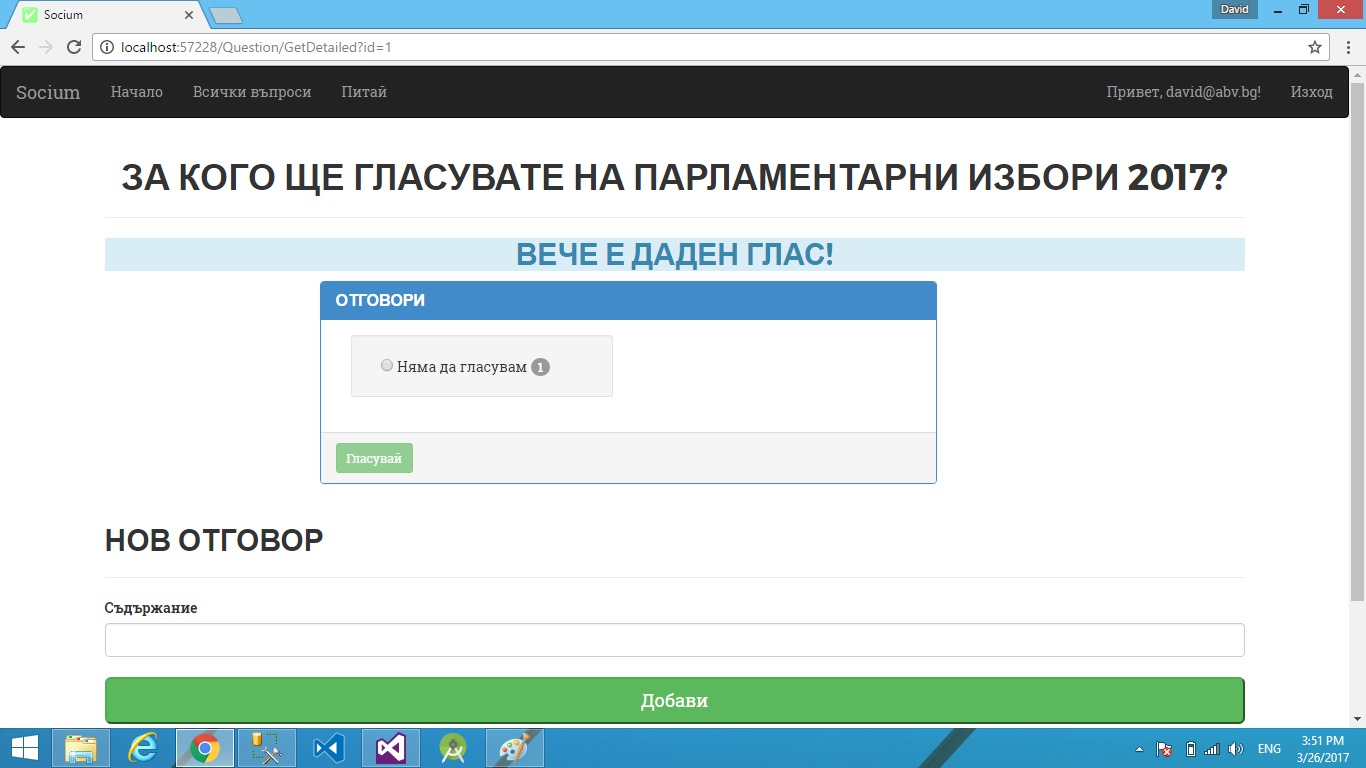 Socium
David
localhost:57228/Question/GetDetailed?id=1
Socium Начало Всички въпроси Питай Привет, david@abv.bg! Изход
ЗА КОГО ЩЕ ГЛАСУВАТЕ НА ПАРЛАМЕНТАРНИ ИЗБОРИ 2017?
ВЕЧЕ Е ДАДЕН ГЛАС!
ОТГОВОРИ
Няма да гласувам 1
Гласувай
НОВ ОТГОВОР
Съдържание
Добави
ENG
3:51 PM
3/26/2017